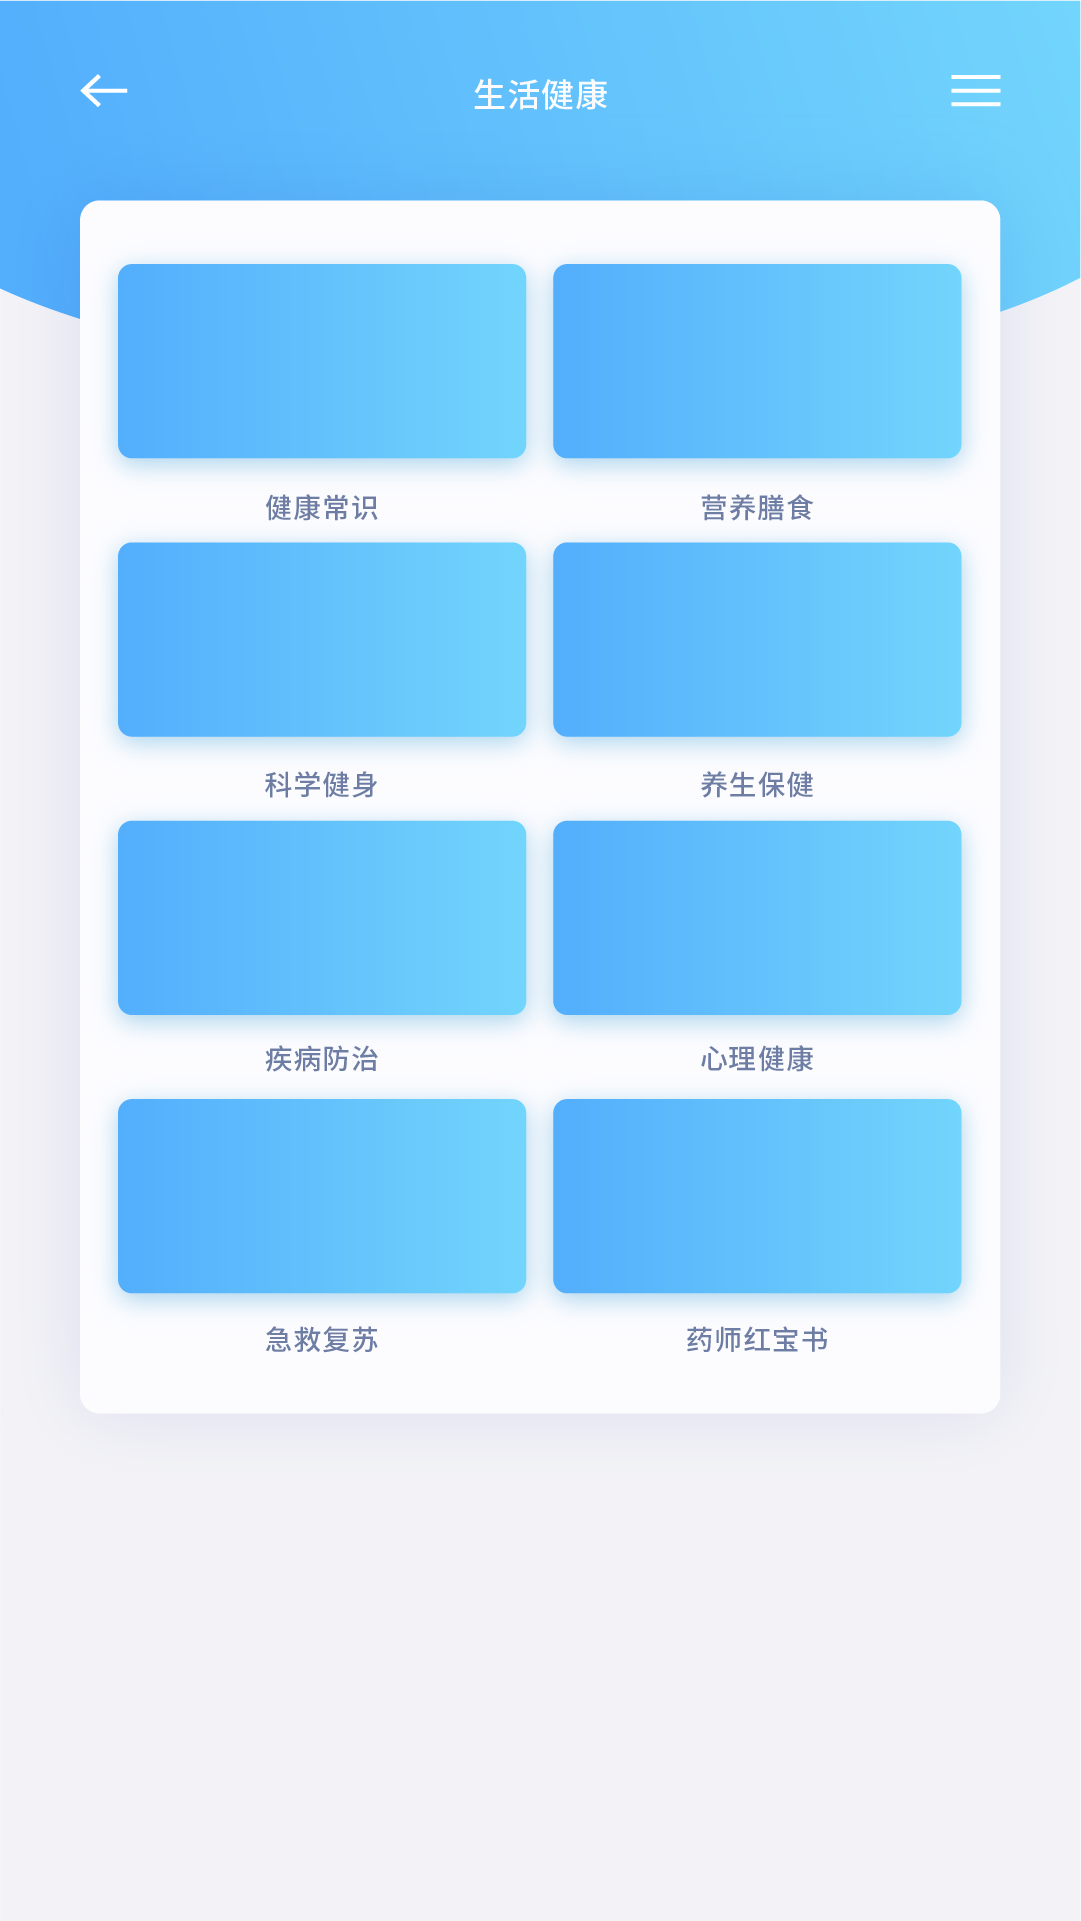 生活健康
健康常识
营养膳食
科学健身
养生保健
疾病防治
心理健康
急救复苏
药师红宝书